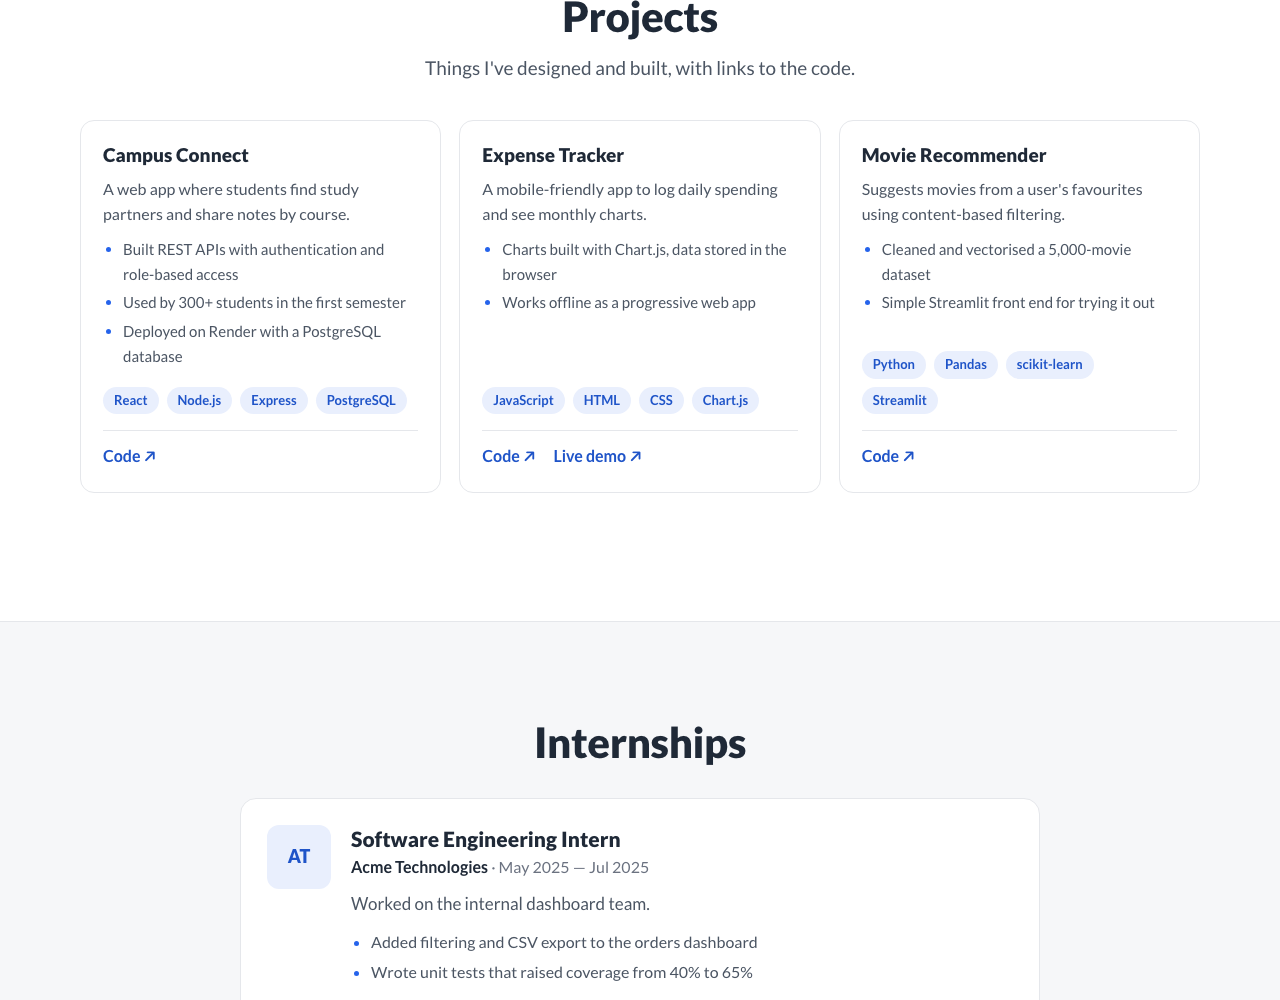 Projects
Things I've designed and built, with links to the code.
Campus Connect
A web app where students find study
partners and share notes by course.
Built REST APIs with authentication and
role-based access
Used by 300+ students in the first semester
Deployed on Render with a PostgreSQL
database
React Node.js Express PostgreSQL
Code ↗
Expense Tracker
A mobile-friendly app to log daily spending
and see monthly charts.
Charts built with Chart.js, data stored in the
browser
Works offline as a progressive web app
JavaScript HTML CSS Chart.js
Code ↗ Live demo ↗
Movie Recommender
Suggests movies from a user's favourites
using content-based filtering.
Cleaned and vectorised a 5,000-movie
dataset
Simple Streamlit front end for trying it out
Python Pandas scikit-learn
Streamlit
Code ↗
Internships
AT
Software Engineering Intern
Acme Technologies · May 2025 — Jul 2025
Worked on the internal dashboard team.
Added filtering and CSV export to the orders dashboard
Wrote unit tests that raised coverage from 40% to 65%